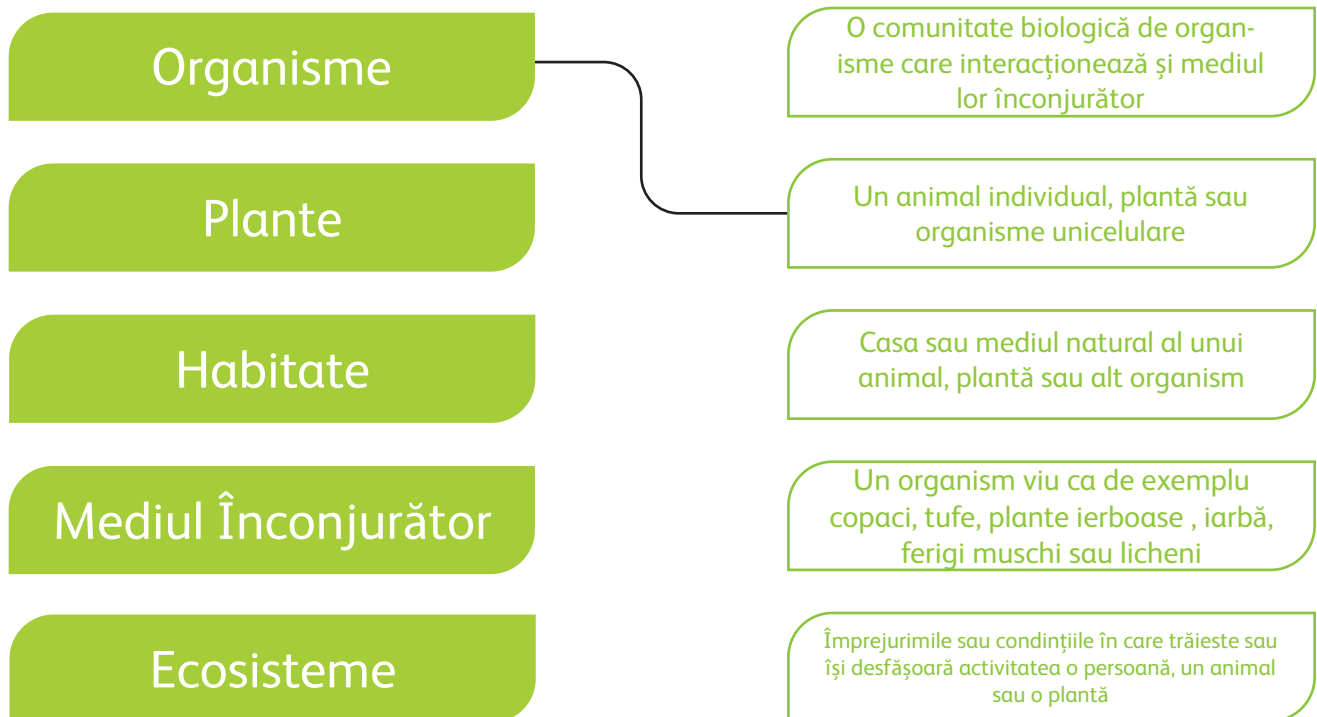 Organisme
O comunitate biologică de organ-
isme care interacționează și mediul
lor înconjurător
Plante
Un animal individual, plantă sau
organisme unicelulare
Habitate
Casa sau mediul natural al unui
animal, plantă sau alt organism
Mediul Înconjurător
Un organism viu ca de exemplu
copaci, tufe, plante ierboase , iarbă,
ferigi muschi sau licheni
Ecosisteme
Împrejurimile sau condințiile în care trăieste sau
își desfășoară activitatea o persoană, un animal
sau o plantă